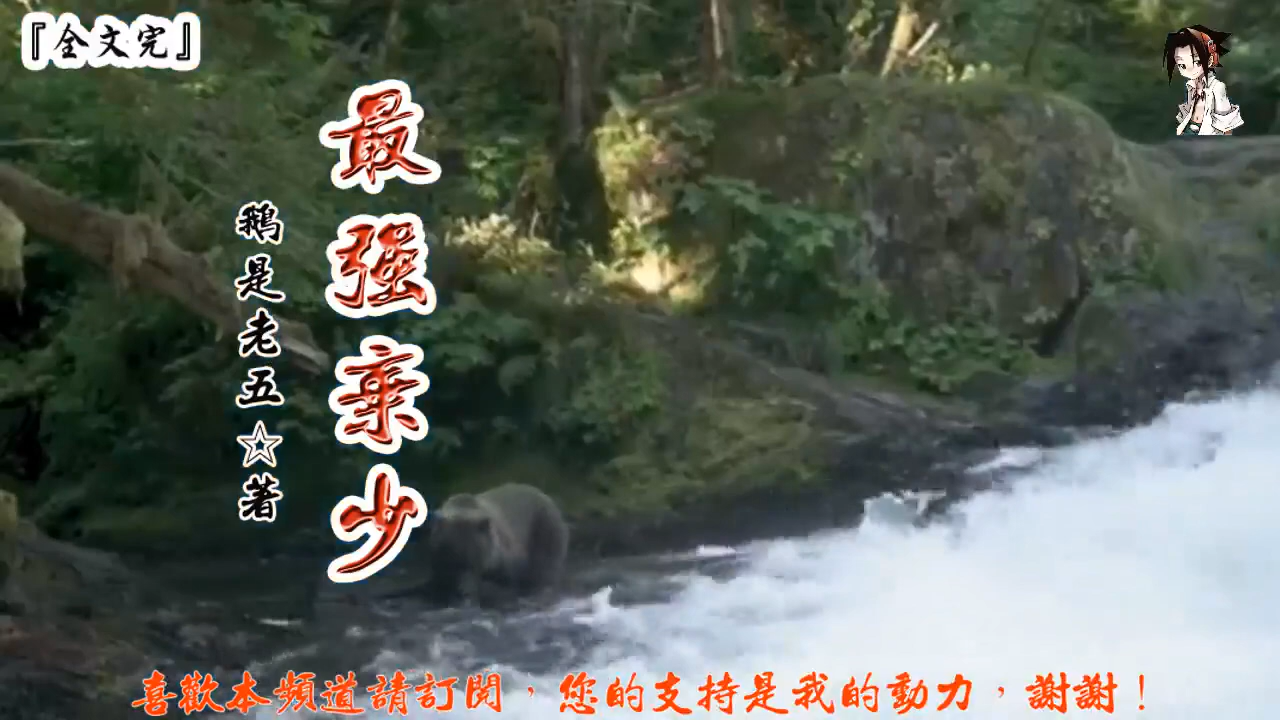 『全文完』
最強棄少
鵝是老五☆著
喜歡本頻道請訂閱，您的支持是我的動力，謝謝！